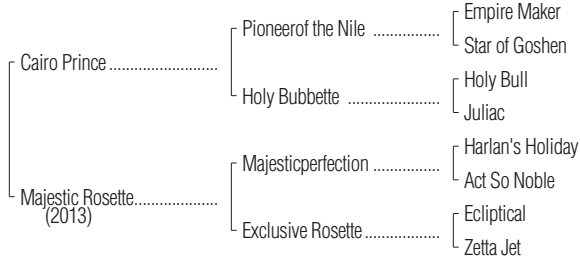 Empire Maker
Pioneerof the Nile ..................
Star of Goshen
Cairo Prince ..........................
Holy Bull
Holy Bubbette ......................
Juliac
Harlan's Holiday
Majesticperfection ..................
Act So Noble
Majestic Rosette....................
(2013)
Ecliptical
Exclusive Rosette ..................
Zetta Jet